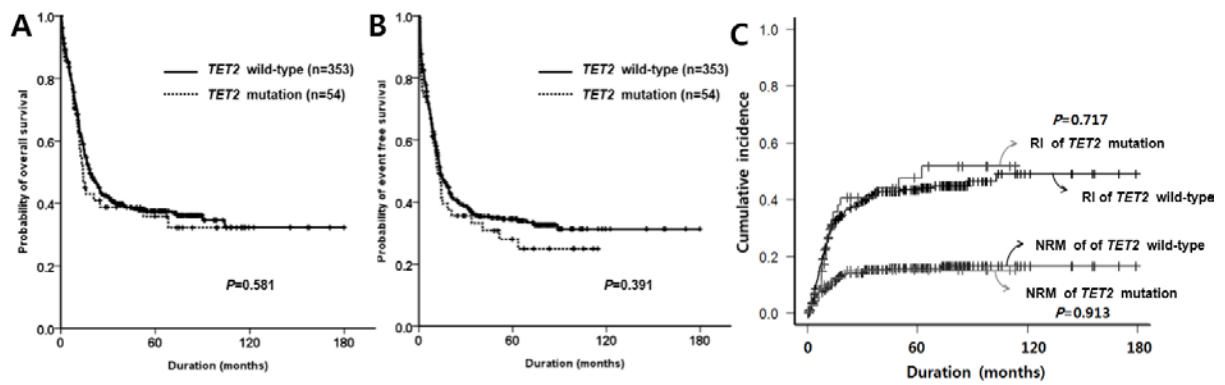 A
Probability of overall survival
1.0
0.8
0.6
0.4
0.2
0.0
TET2 wild-type (n=353)
TET2 mutation (n=54)
P=0.581
0
60
120
180
Duration (months)
B
Probability of event free survival
1.0
0.8
0.6
0.4
0.2
0.0
TET2 wild-type (n=353)
TET2 mutation (n=54)
P=0.391
0
60
120
180
Duration (months)
C
Cumulative incidence
1.0
0.8
0.6
0.4
0.2
0.0
P=0.717
RI of TET2 mutation
RI of TET2 wild-type
NRM of of TET2 wild-type
NRM of TET2 mutation
P=0.913
0
60
120
180
Duration (months)